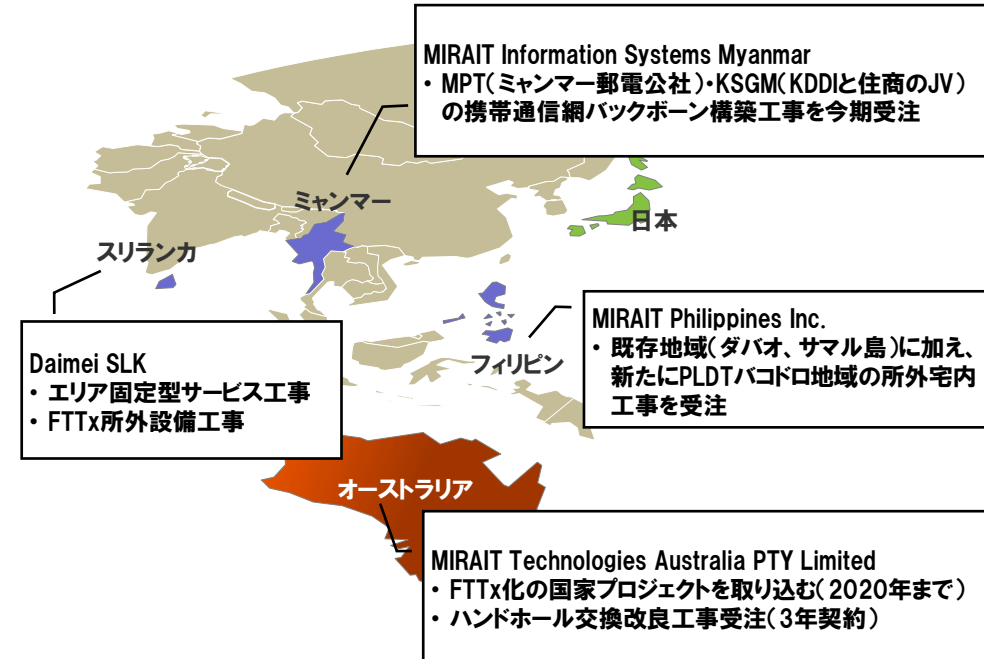 MIRAIT Information Systems Myanmar
・ MPT(ミャンマー郵電公社)・KSGM(KDDIと住商のJV)
の携帯通信網バックボーン構築工事を今期受注
ミャンマー
日本
スリランカ
MIRAIT Philippines Inc.
・ 既存地域(ダバオ、サマル島)に加え、
新たにPLDTバコドロ地域の所外宅内
工事を受注
フィリピン
Daimei SLK
・ エリア固定型サービス工事
・ FTTx所外設備工事
オーストラリア
MIRAIT Technologies Australia PTY Limited
・ FTTx化の国家プロジェクトを取り込む(2020年まで)
・ ハンドホール交換改良工事受注(3年契約)